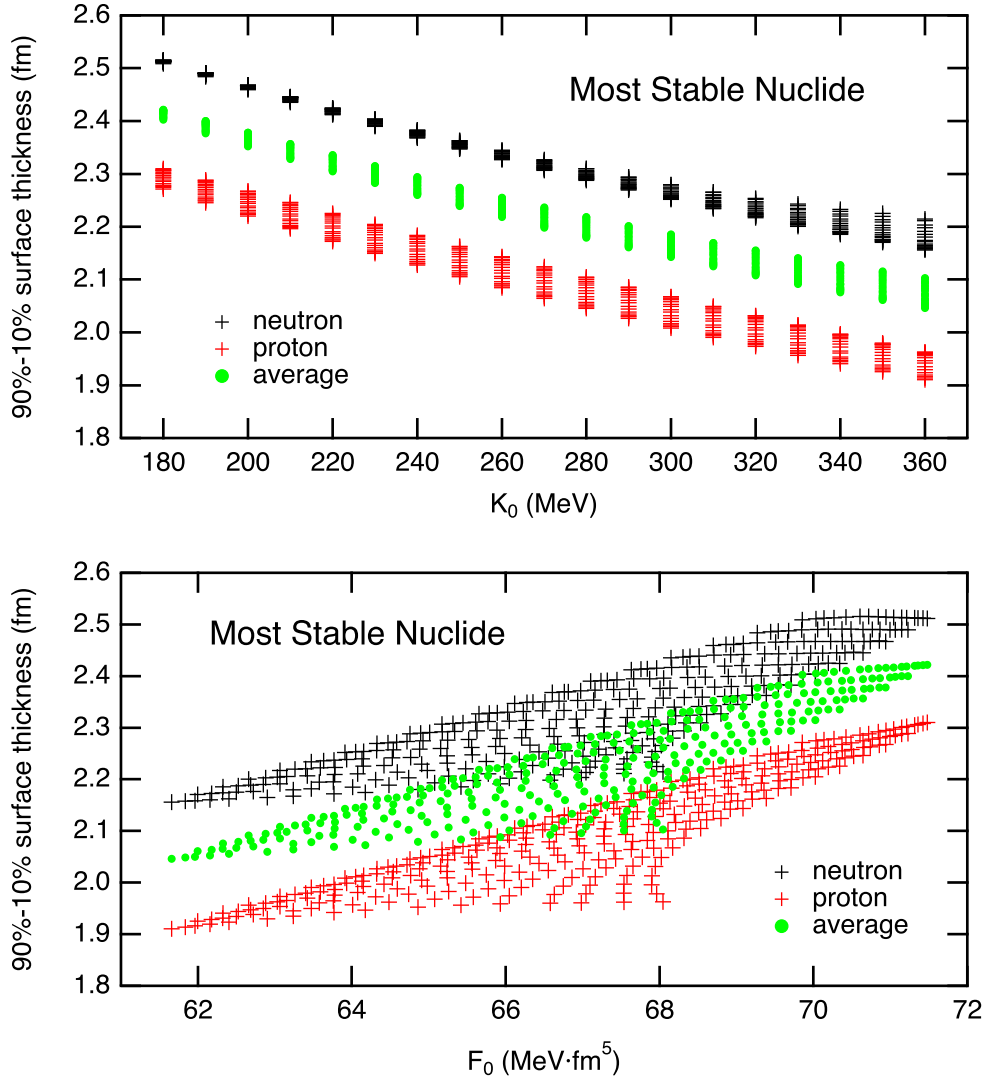 2.6
2.5
2.4
2.3
2.2
2.1
2.0
1.9
1.8
90%-10% surface thickness (fm)
Most Stable Nuclide
neutron
proton
average
180 200 220 240 260 280 300 320 340 360
K₀ (MeV)
2.6
2.5
2.4
2.3
2.2
2.1
2.0
1.9
1.8
90%-10% surface thickness (fm)
Most Stable Nuclide
neutron
proton
average
62 64 66 68 70 72
F₀ (MeV·fm⁵)